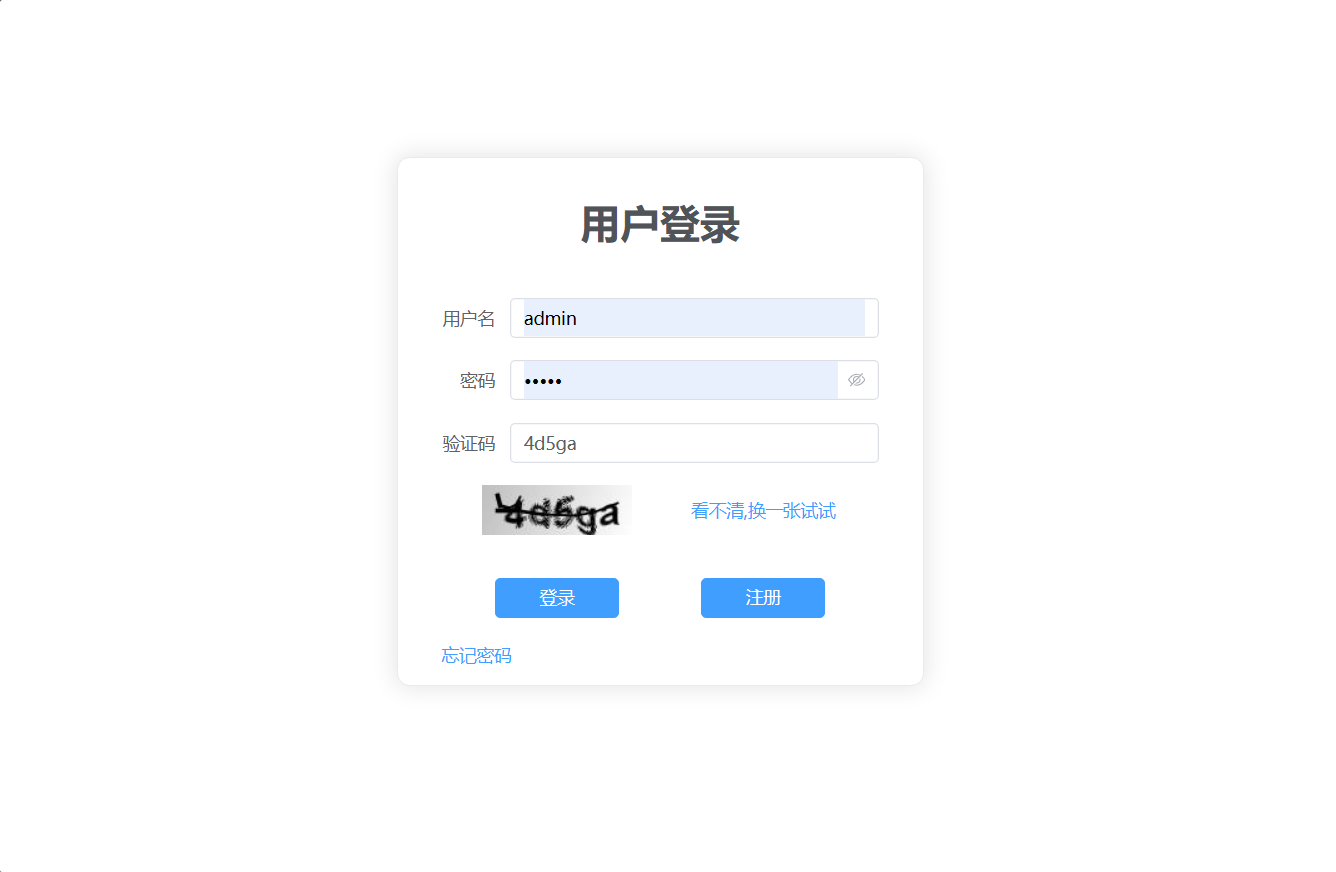 用户登录
用户名 admin
密码 •••••
验证码 4d5ga
4d5ga 看不清,换一张试试
登录 注册
忘记密码